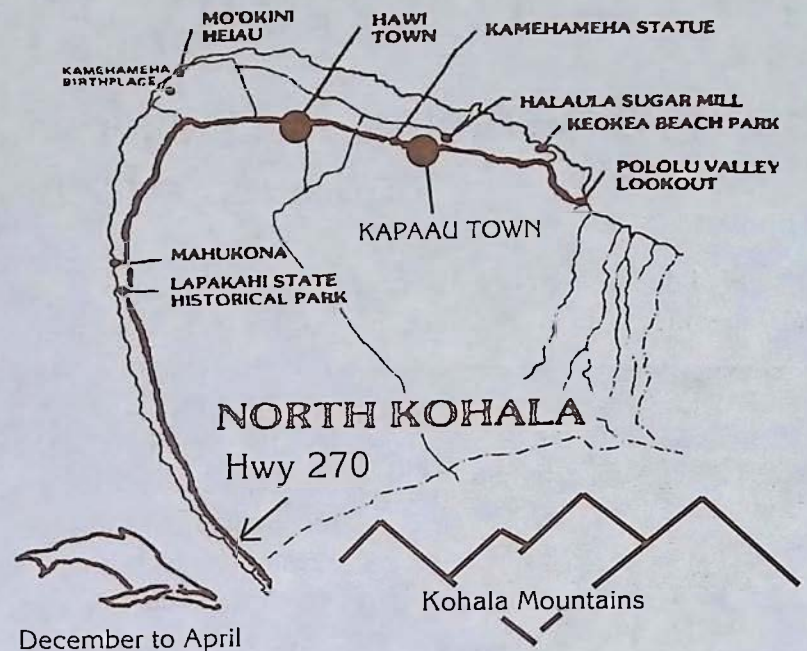 MO'OKINI
HEIAU
HAWI
TOWN
KAMEHAMEHA STATUE
KAMEHAMEHA
BIRTHPLACE
HALAULA SUGAR MILL
KEOKEA BEACH PARK
POLOLU VALLEY
LOOKOUT
KAPAAU TOWN
MAHUKONA
LAPAKAHI STATE
HISTORICAL PARK
NORTH KOHALA
Hwy 270
Kohala Mountains
December to April